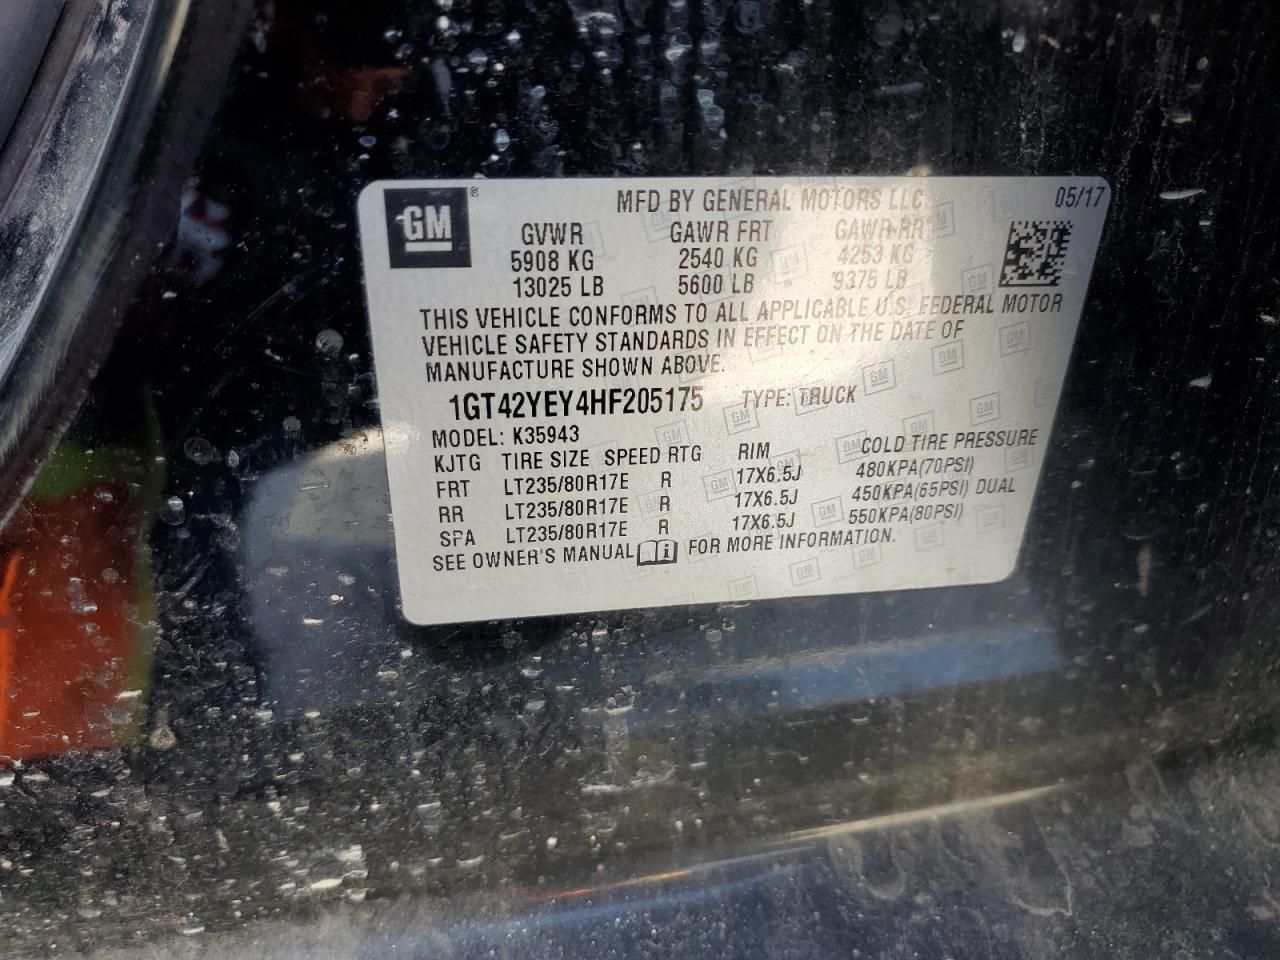 GM ® MFD BY GENERAL MOTORS LLC 05/17
GVWR GAWR FRT GAWR RR
5908 KG 2540 KG 4253 KG
13025 LB 5600 LB 9375 LB
THIS VEHICLE CONFORMS TO ALL APPLICABLE U.S. FEDERAL MOTOR
VEHICLE SAFETY STANDARDS IN EFFECT ON THE DATE OF
MANUFACTURE SHOWN ABOVE.
1GT42YEY4HF205175 TYPE: TRUCK
MODEL: K35943
KJTG TIRE SIZE SPEED RTG RIM COLD TIRE PRESSURE
FRT LT235/80R17E R 17X6.5J 480KPA(70PSI)
RR LT235/80R17E R 17X6.5J 450KPA(65PSI) DUAL
SPA LT235/80R17E R 17X6.5J 550KPA(80PSI)
SEE OWNER'S MANUAL i FOR MORE INFORMATION.